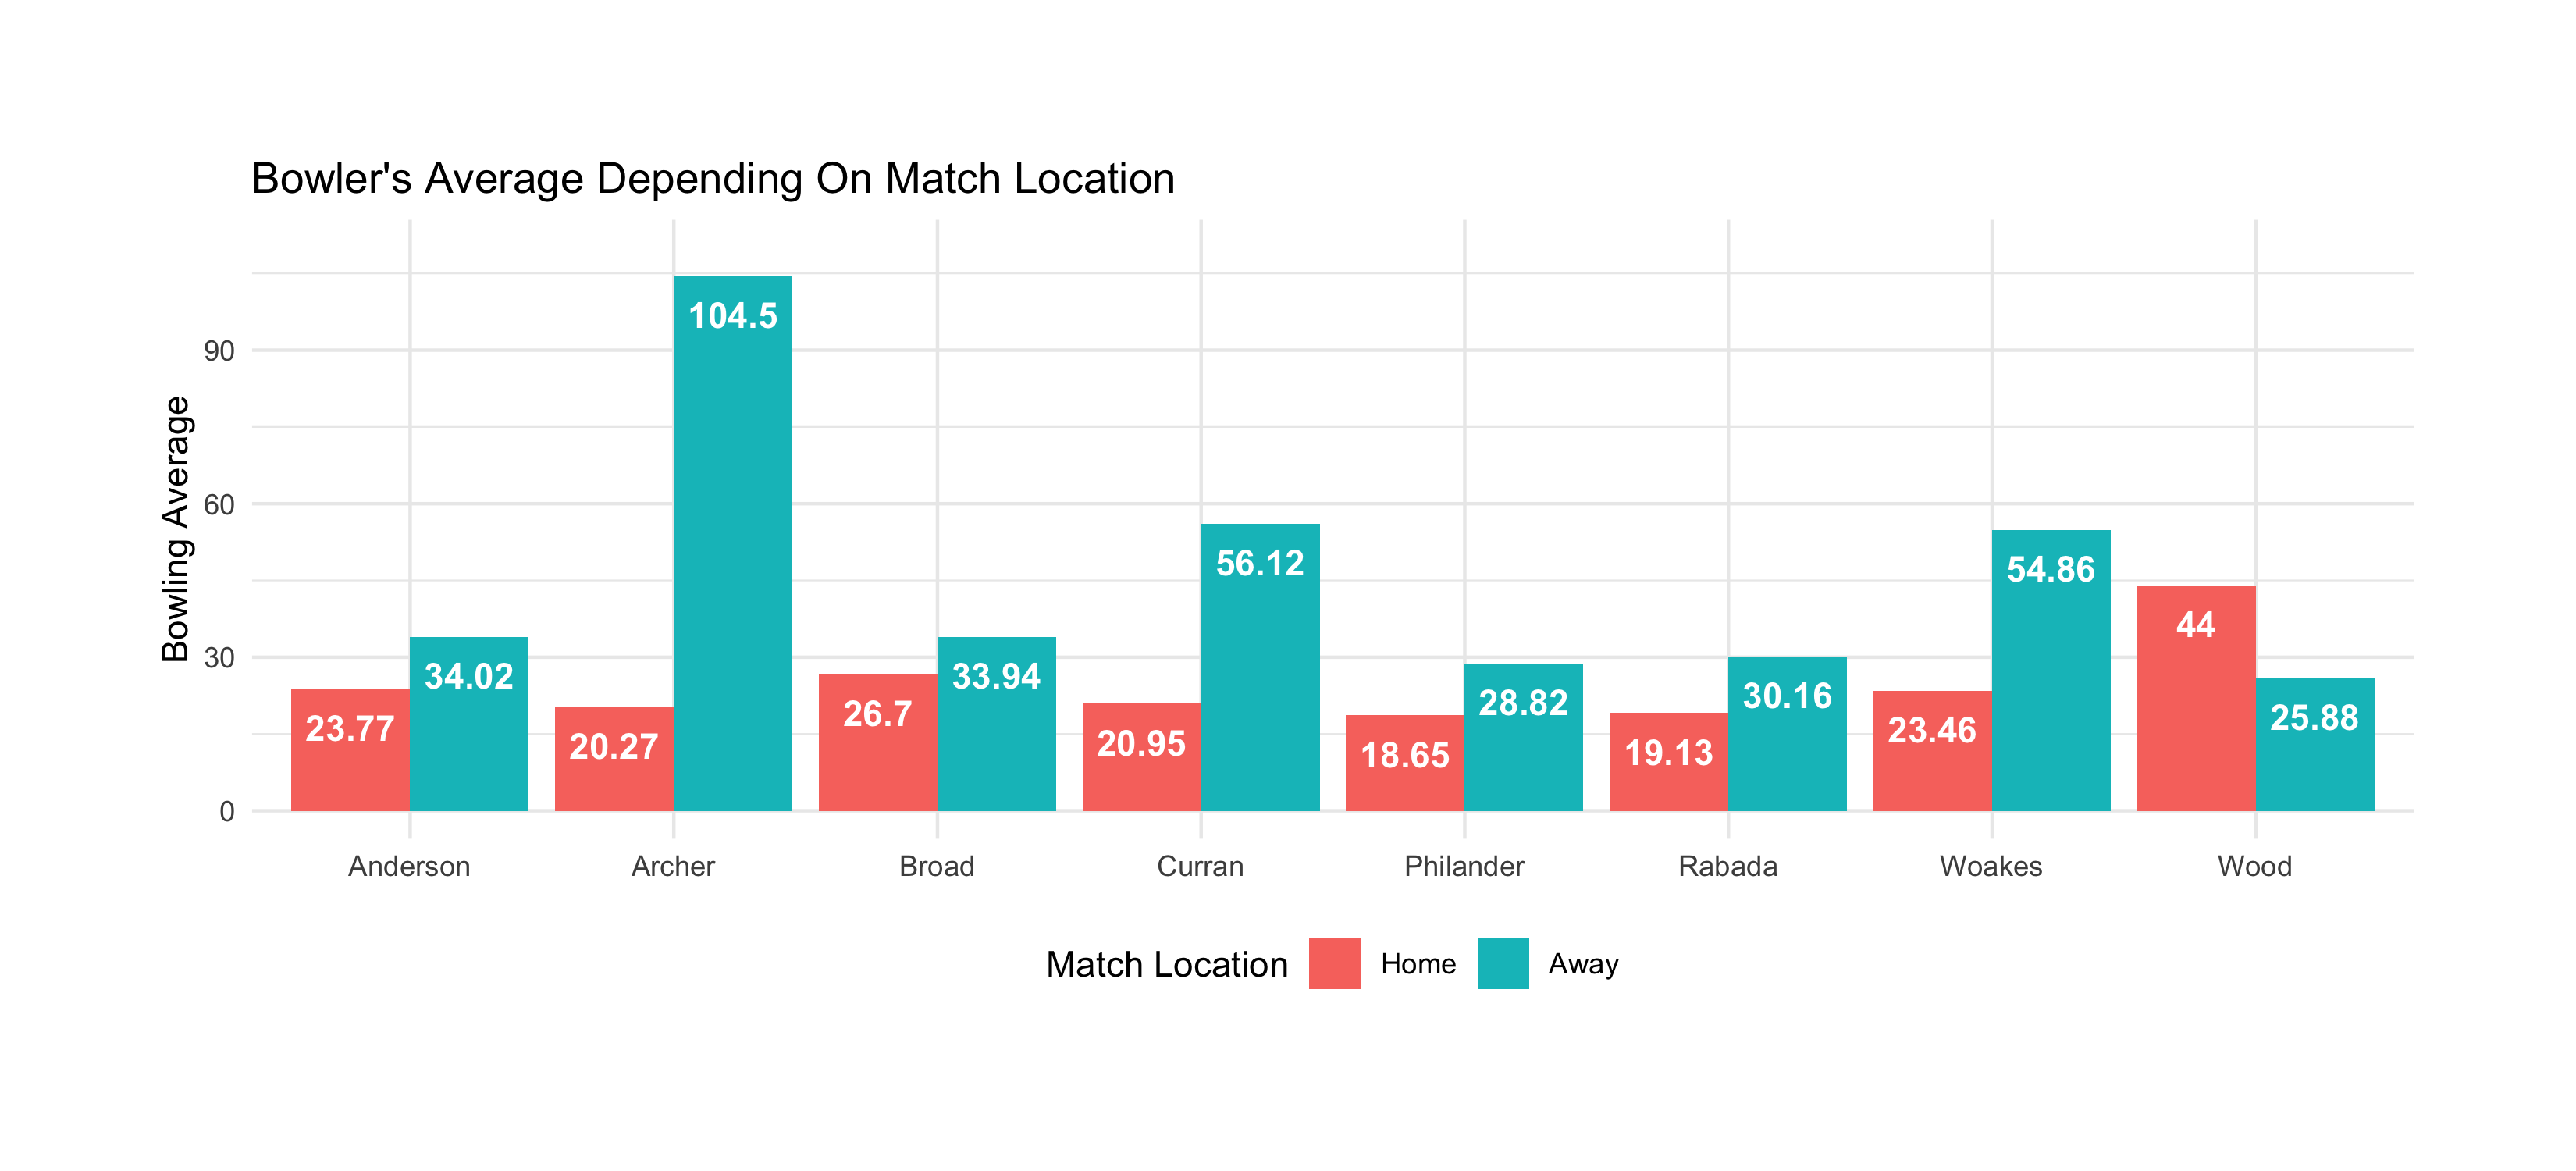 Bowler's Average Depending On Match Location
Bowling Average
90
60
30
0
23.77 34.02 20.27 104.5 26.7 33.94 20.95 56.12 18.65 28.82 19.13 30.16 23.46 54.86 44 25.88
Anderson Archer Broad Curran Philander Rabada Woakes Wood
Match Location Home Away